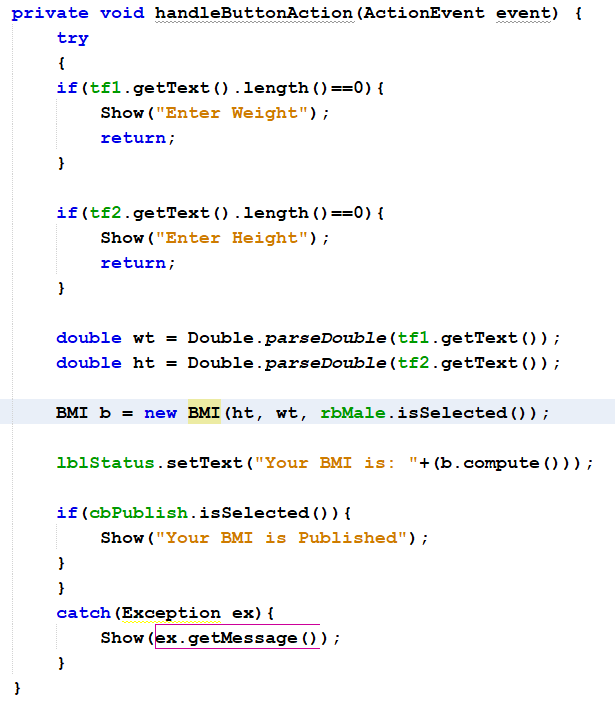 private void handleButtonAction(ActionEvent event) {
try
{
if(tf1.getText().length()==0){
Show("Enter Weight");
return;
}
if(tf2.getText().length()==0){
Show("Enter Height");
return;
}
double wt = Double.parseDouble(tf1.getText());
double ht = Double.parseDouble(tf2.getText());
BMI b = new BMI(ht, wt, rbMale.isSelected());
lblStatus.setText("Your BMI is: "+(b.compute()));
if(cbPublish.isSelected()){
Show("Your BMI is Published");
}
}
catch(Exception ex){
Show(ex.getMessage());
}
}